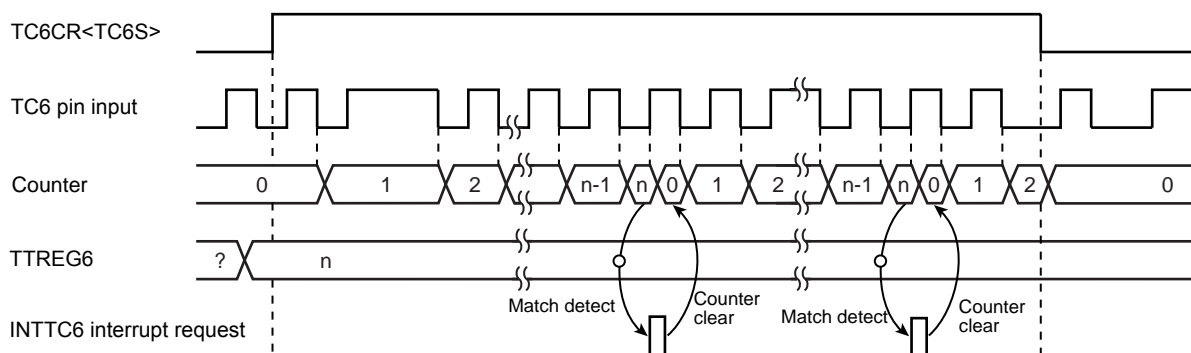 TC6CR<TC6S>
TC6 pin input
Counter
0 1 2 n-1 n 0 1 2 n-1 n 0 1 2 0
TTREG6
? n
Match detect
Counter
clear
Match detect
Counter
clear
INTTC6 interrupt request